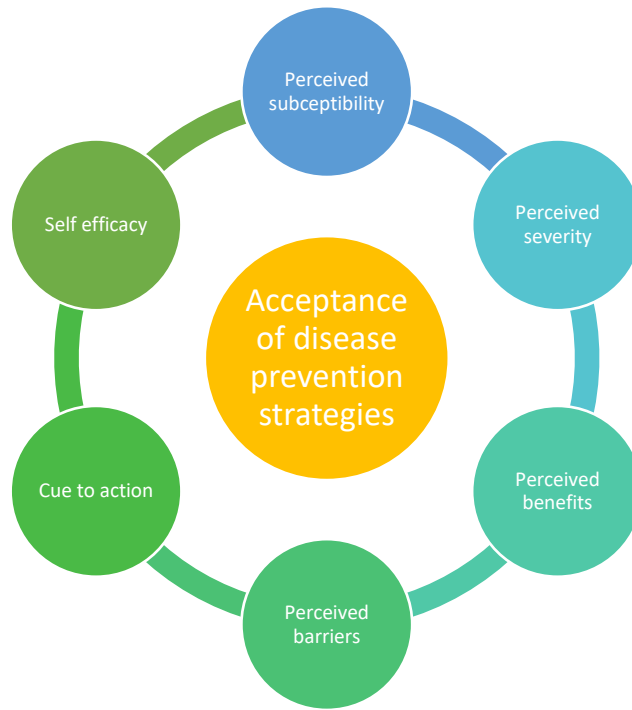 Perceived
subceptibility
Perceived
severity
Perceived
benefits
Perceived
barriers
Cue to action
Self efficacy
Acceptance
of disease
prevention
strategies